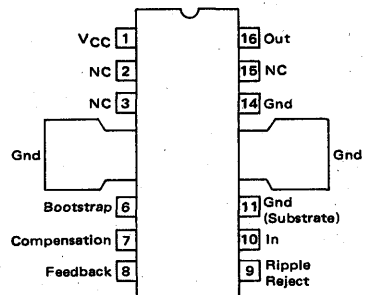 VCC 1 16 Out
NC 2 15 NC
NC 3 14 Gnd
Gnd Gnd
Bootstrap 6 11 Gnd
(Substrate)
Compensation 7 10 In
Feedback 8 9 Ripple
Reject